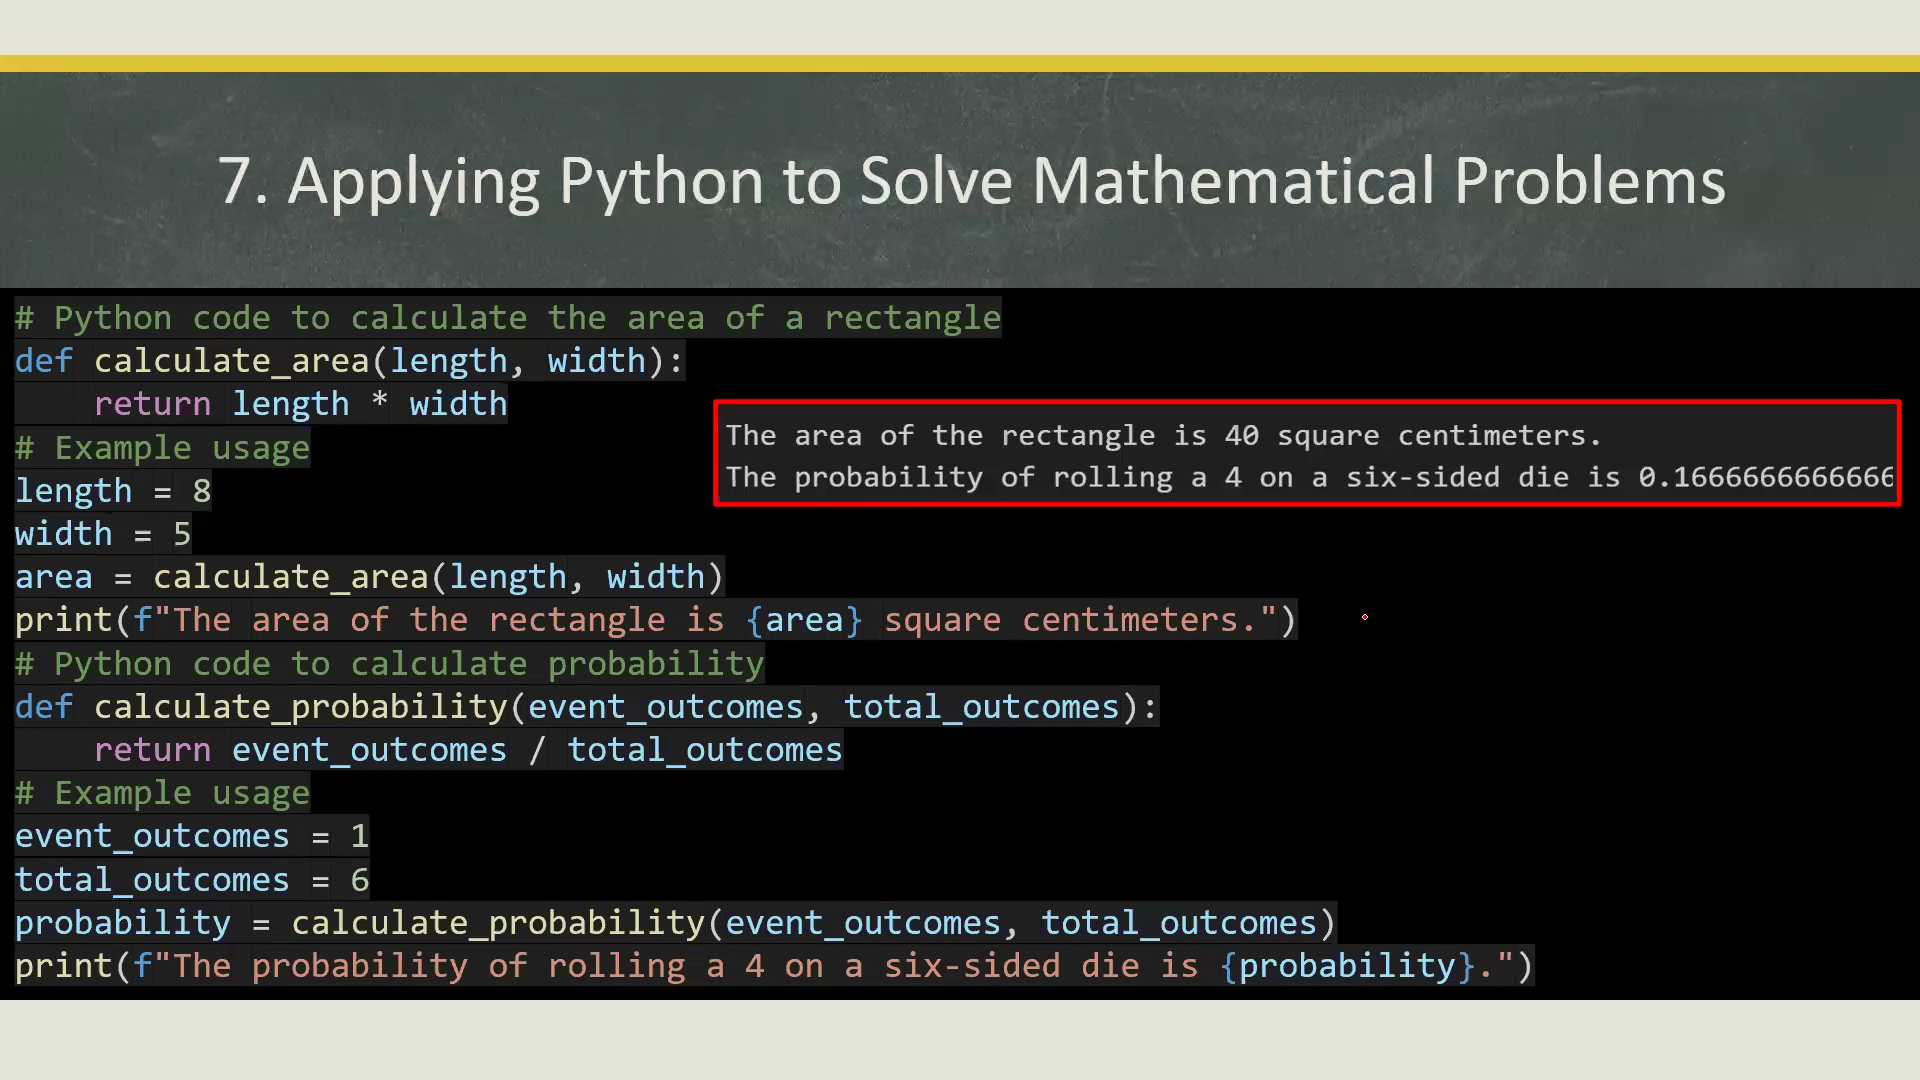 7. Applying Python to Solve Mathematical Problems
# Python code to calculate the area of a rectangle
def calculate_area(length, width):
    return length * width
# Example usage
length = 8
width = 5
area = calculate_area(length, width)
print(f"The area of the rectangle is {area} square centimeters.")
# Python code to calculate probability
def calculate_probability(event_outcomes, total_outcomes):
    return event_outcomes / total_outcomes
# Example usage
event_outcomes = 1
total_outcomes = 6
probability = calculate_probability(event_outcomes, total_outcomes)
print(f"The probability of rolling a 4 on a six-sided die is {probability}.")
The area of the rectangle is 40 square centimeters.
The probability of rolling a 4 on a six-sided die is 0.1666666666666